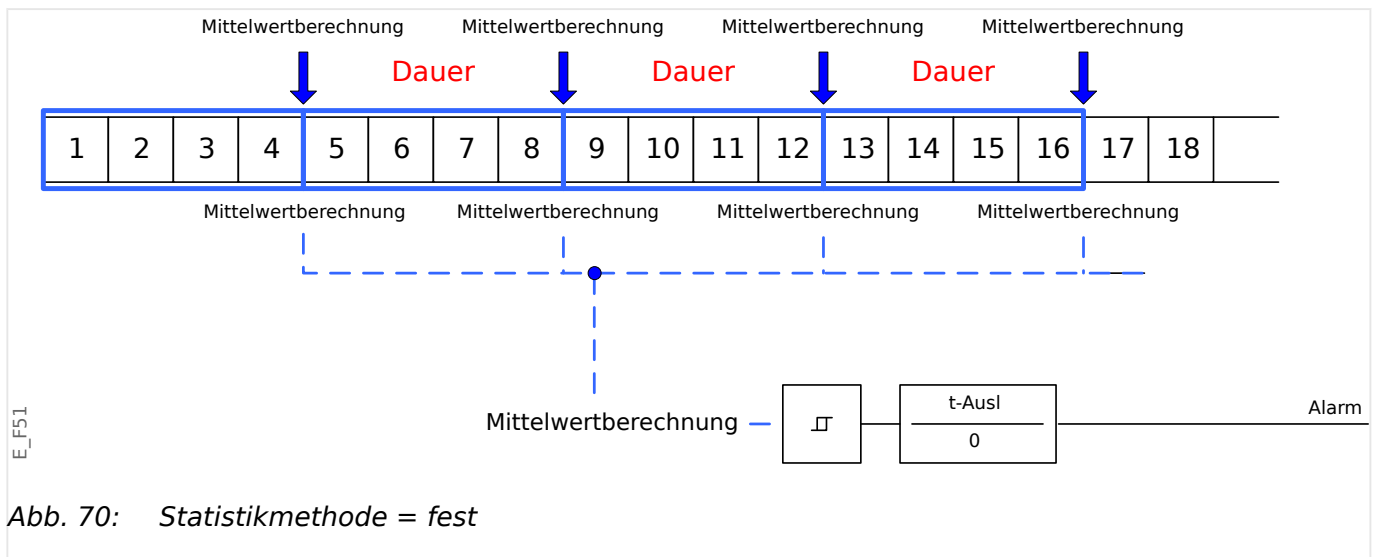 Mittelwertberechnung Mittelwertberechnung Mittelwertberechnung Mittelwertberechnung
Dauer Dauer Dauer
1 2 3 4 5 6 7 8 9 10 11 12 13 14 15 16 17 18
Mittelwertberechnung Mittelwertberechnung Mittelwertberechnung Mittelwertberechnung
t-Ausl
Mittelwertberechnung
0
Alarm
E_F51
Abb. 70: Statistikmethode = fest